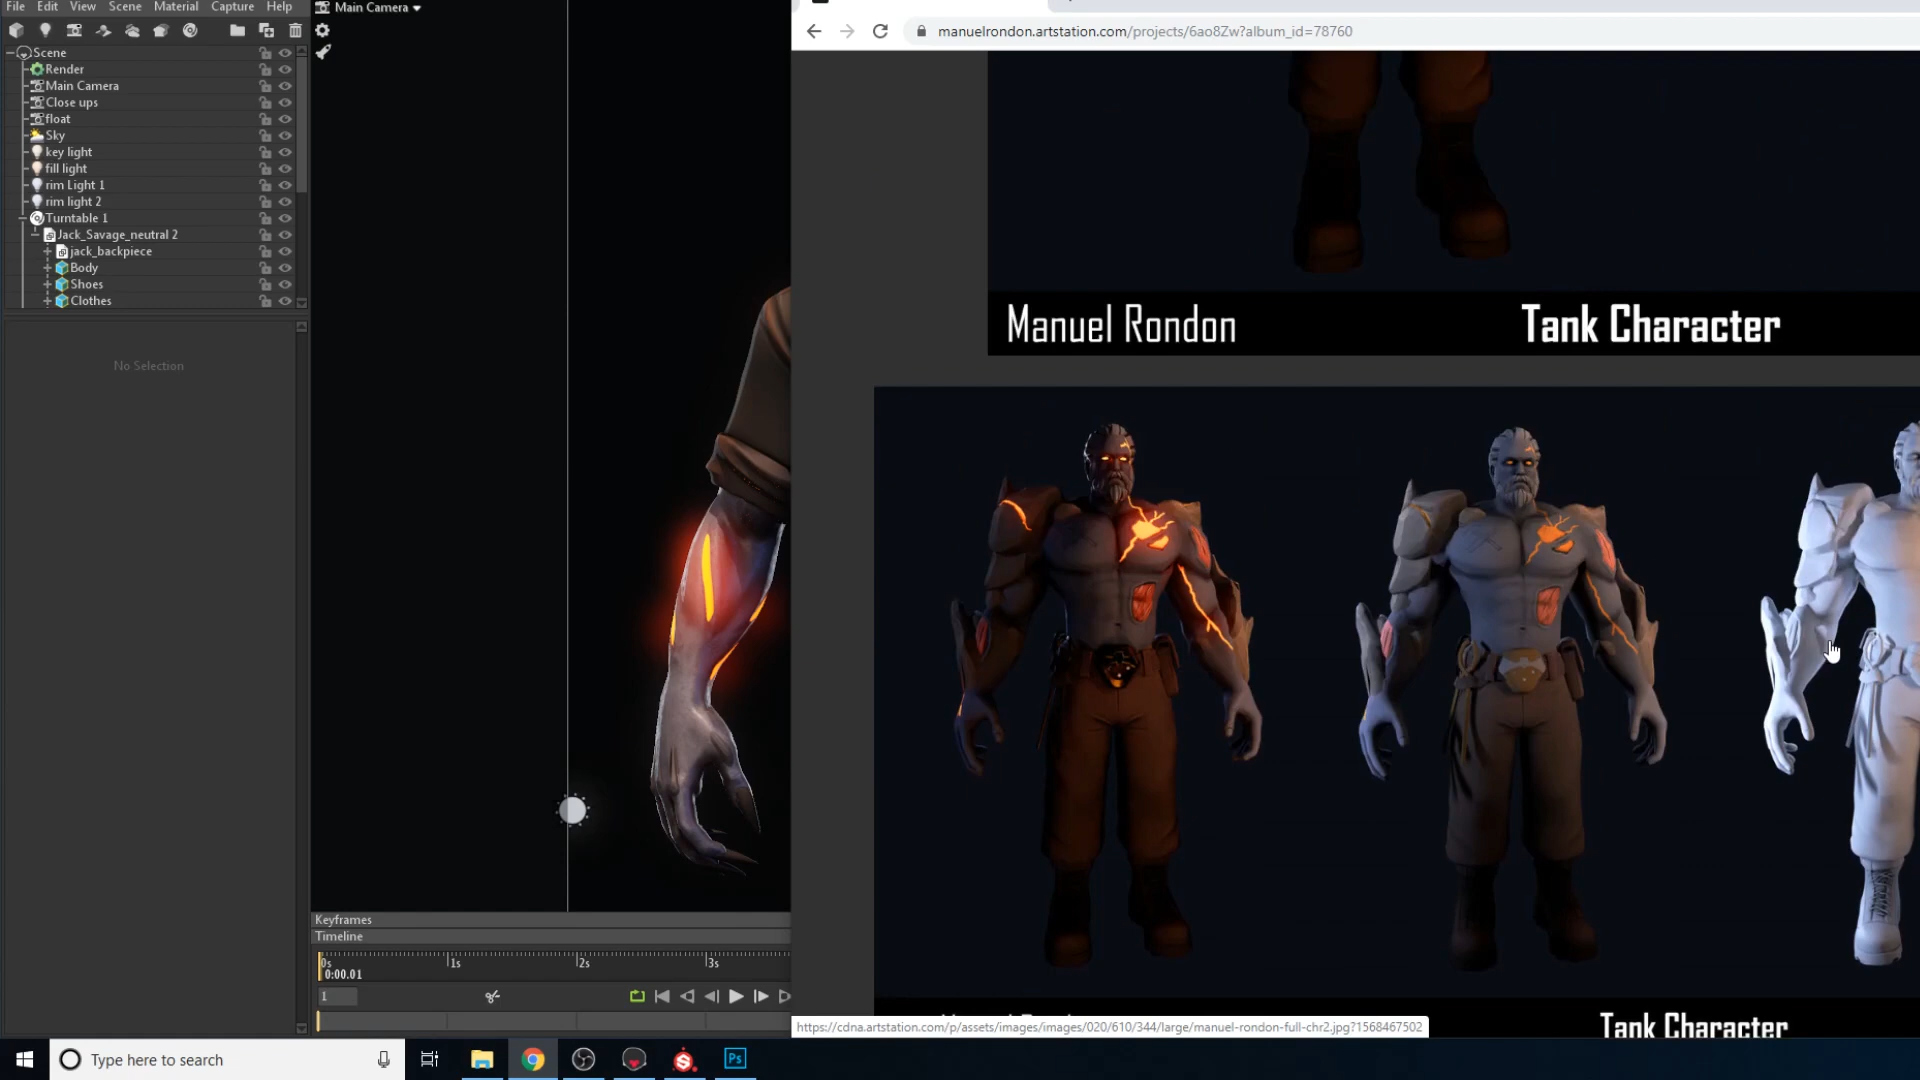 File Edit View Scene Material Capture Help
Scene
Render
Main Camera
Close ups
float
Sky
key light
fill light
rim Light 1
rim light 2
Turntable 1
Jack_Savage_neutral 2
jack_backpiece
Body
Shoes
Clothes
No Selection
Main Camera
Keyframes
Timeline
0s 1s 2s 3s
0:00.01
1
manuelrondon.artstation.com/projects/6ao8Zw?album_id=78760
Manuel Rondon Tank Character
Tank Character
https://cdna.artstation.com/p/assets/images/images/020/610/344/large/manuel-rondon-full-chr2.jpg?1568467502
Type here to search
Ps